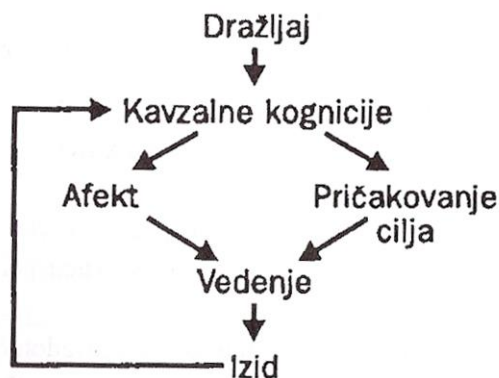 Dražljaj
Kavzalne kognicije
Afekt
Pričakovanje
cilja
Vedenje
Izid